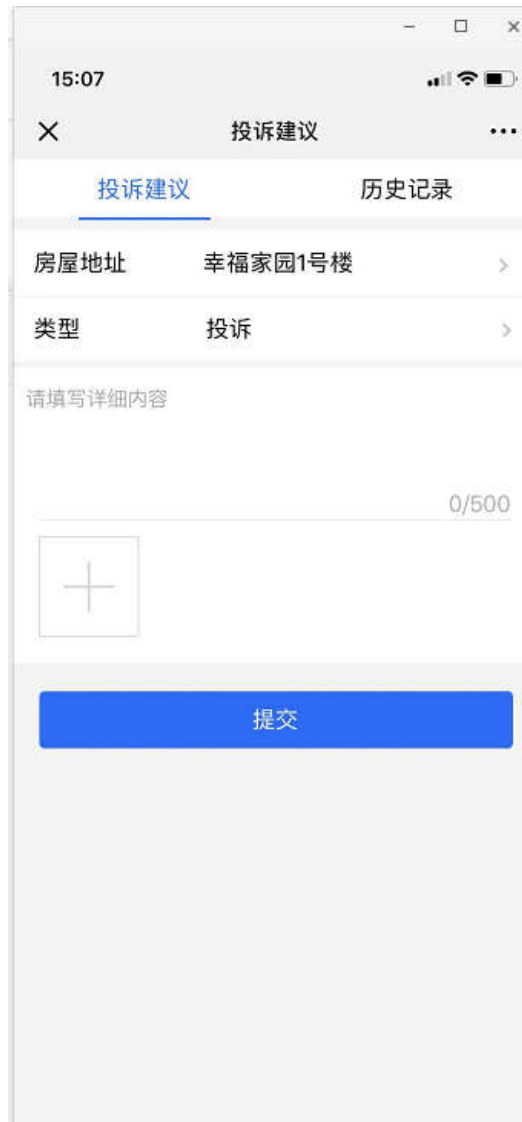 15:07
投诉建议
投诉建议 历史记录
房屋地址 幸福家园1号楼
类型 投诉
请填写详细内容
0/500
提交